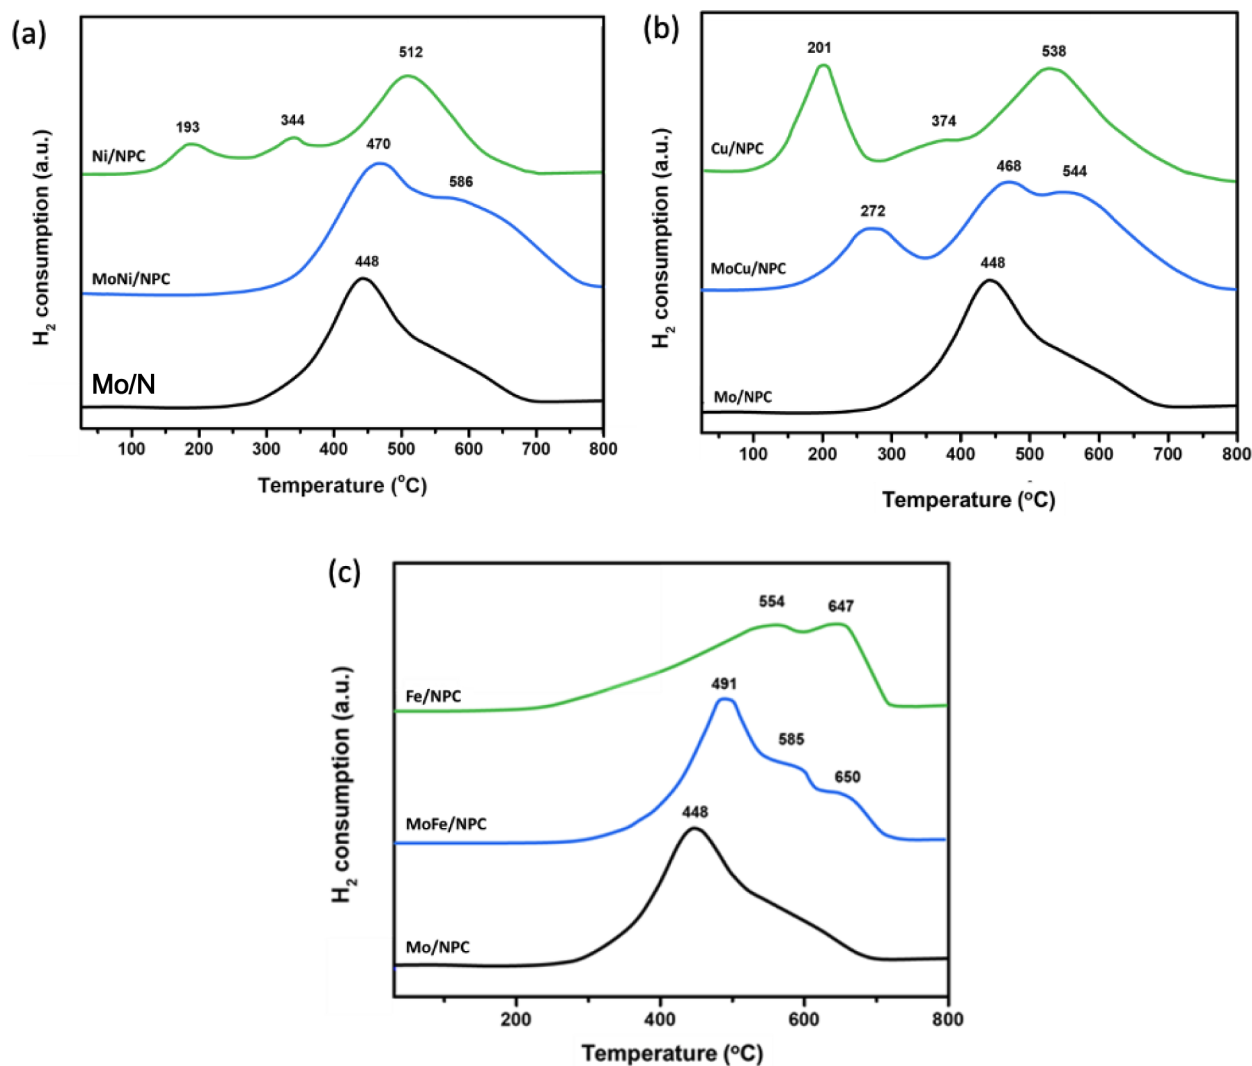 (a)
512
193
344
Ni/NPC
470
586
MoNi/NPC
448
Mo/N
H2 consumption (a.u.)
100 200 300 400 500 600 700 800
Temperature (°C)
(b)
201
538
374
Cu/NPC
468
544
272
MoCu/NPC
448
Mo/NPC
H2 consumption (a.u.)
100 200 300 400 500 600 700 800
Temperature (°C)
(c)
554
647
Fe/NPC
491
585
650
MoFe/NPC
448
Mo/NPC
H2 consumption (a.u.)
200 400 600 800
Temperature (°C)